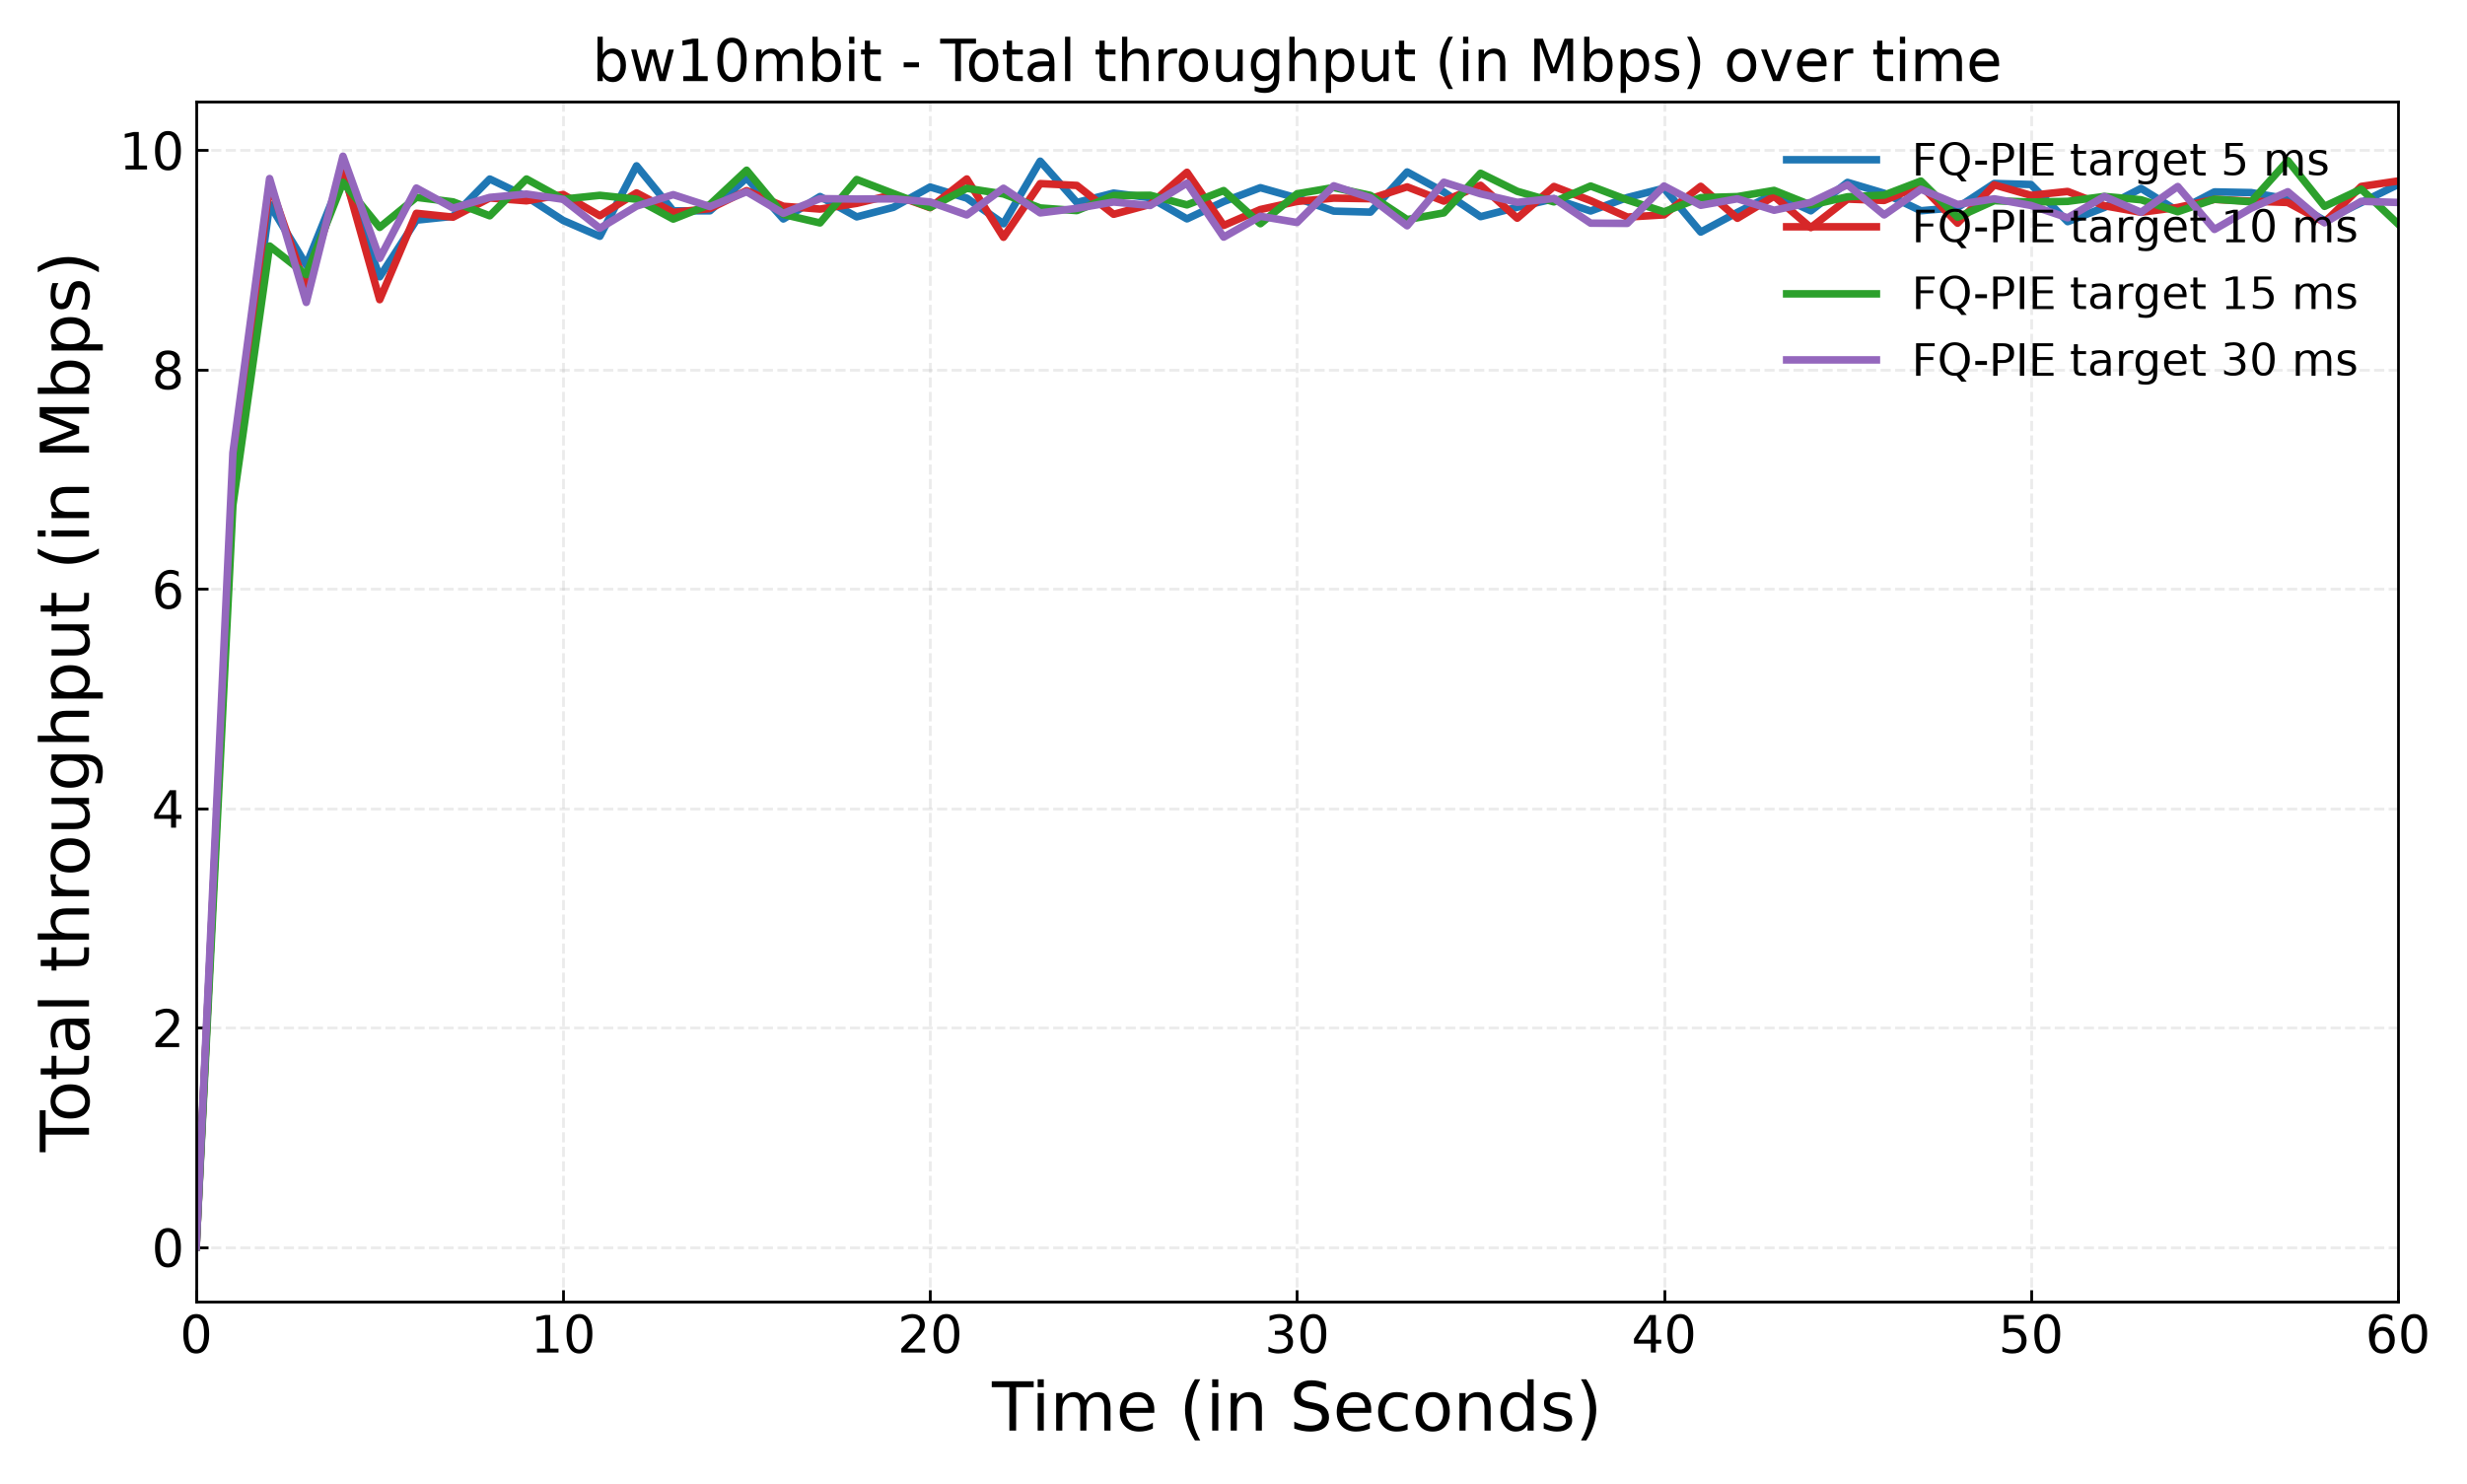 bw10mbit - Total throughput (in Mbps) over time
Total throughput (in Mbps)
10
8
6
4
2
0
FQ-PIE target 5 ms
FQ-PIE target 10 ms
FQ-PIE target 15 ms
FQ-PIE target 30 ms
0 10 20 30 40 50 60
Time (in Seconds)